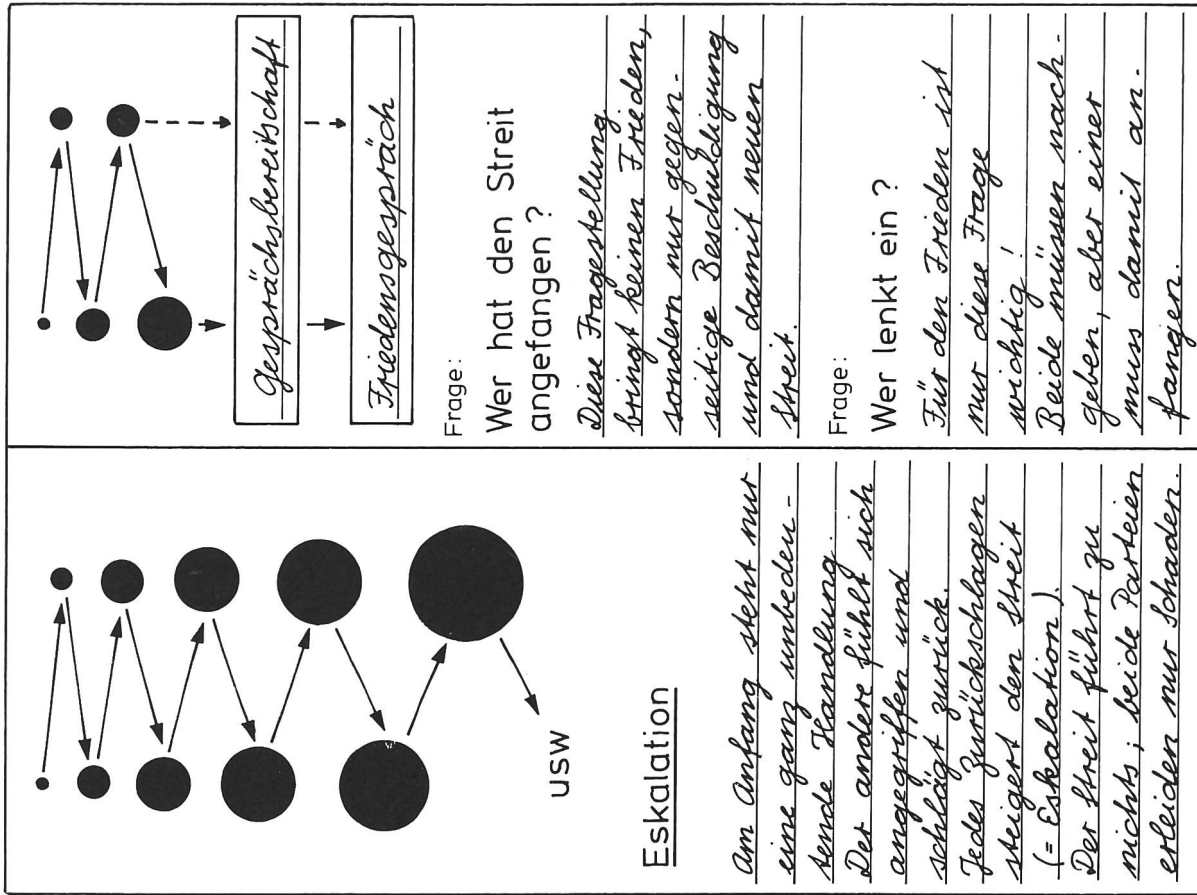 usw
Eskalation
Am Anfang steht nur
eine ganz unbedeu-
tende Handlung.
Der andere fühlt sich
angegriffen und
schlägt zurück.
Jedes Zurückschlagen
steigert den Streit
(= Eskalation).
Der Streit führt zu
nichts; beide Parteien
erleiden nur Schaden.
Gesprächsbereitschaft
Friedensgespräch
Frage:
Wer hat den Streit
angefangen?
Diese Fragestellung
bringt keinen Frieden,
sondern nur gegen-
seitige Beschuldigung
und damit neuen
Streit.
Frage:
Wer lenkt ein?
Für den Frieden ist
nur diese Frage
wichtig!
Beide müssen nach-
geben, aber einer
muss damit an-
fangen.